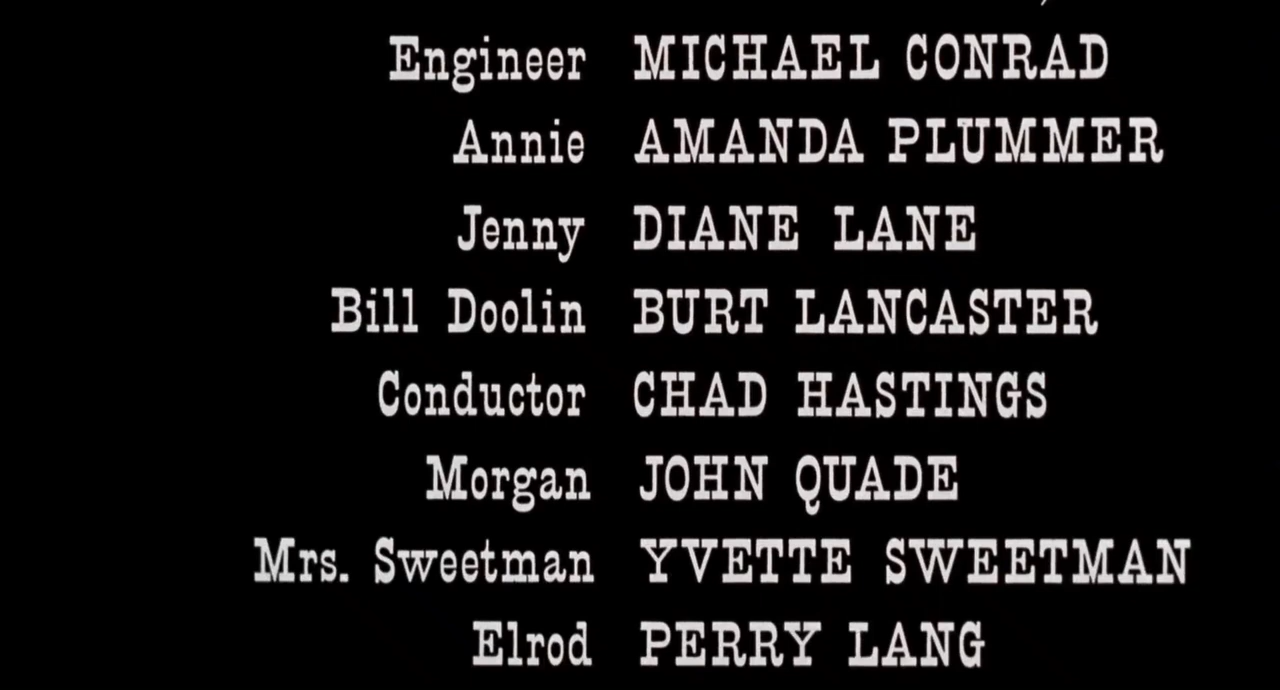 Engineer MICHAEL CONRAD
Annie AMANDA PLUMMER
Jenny DIANE LANE
Bill Doolin BURT LANCASTER
Conductor CHAD HASTINGS
Morgan JOHN QUADE
Mrs. Sweetman YVETTE SWEETMAN
Elrod PERRY LANG